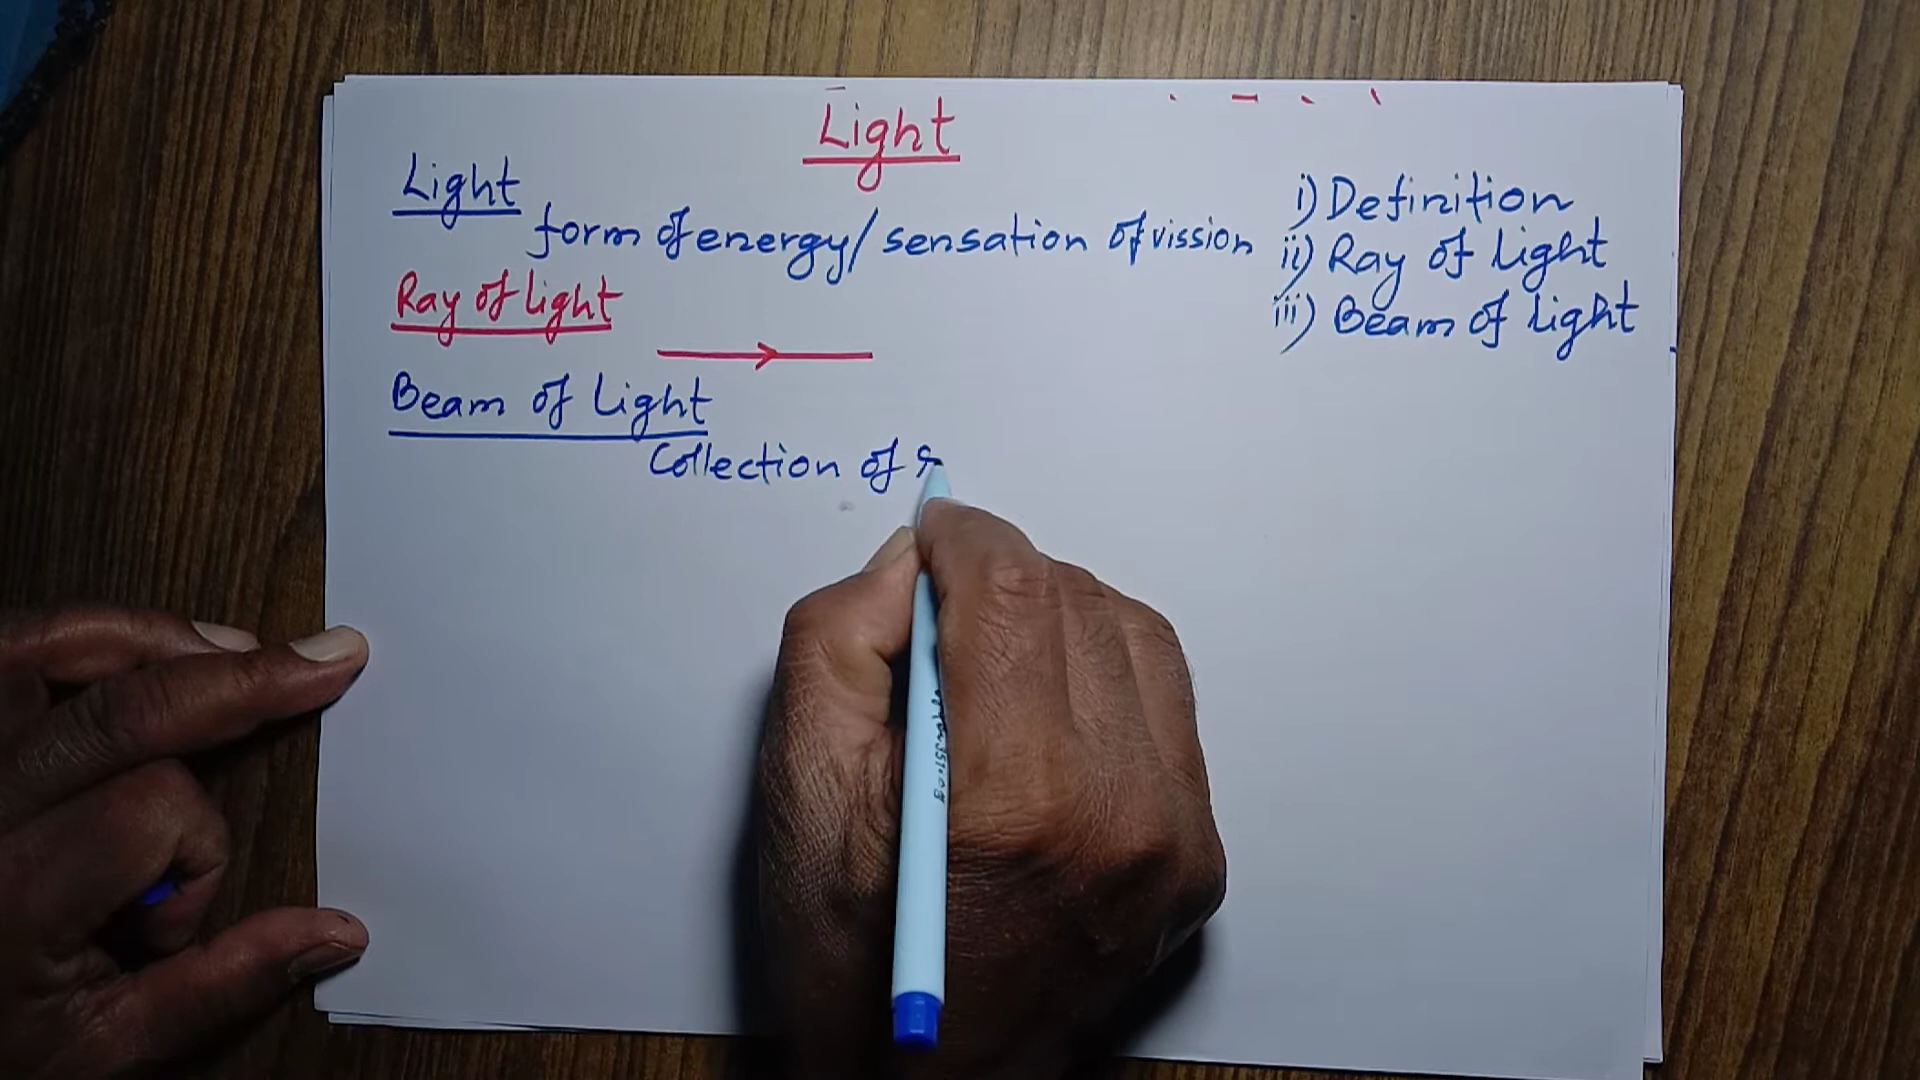 Light
Light
form of energy/sensation of vission
Ray of light
Beam of Light
Collection of
i) Definition
ii) Ray of light
iii) Beam of light